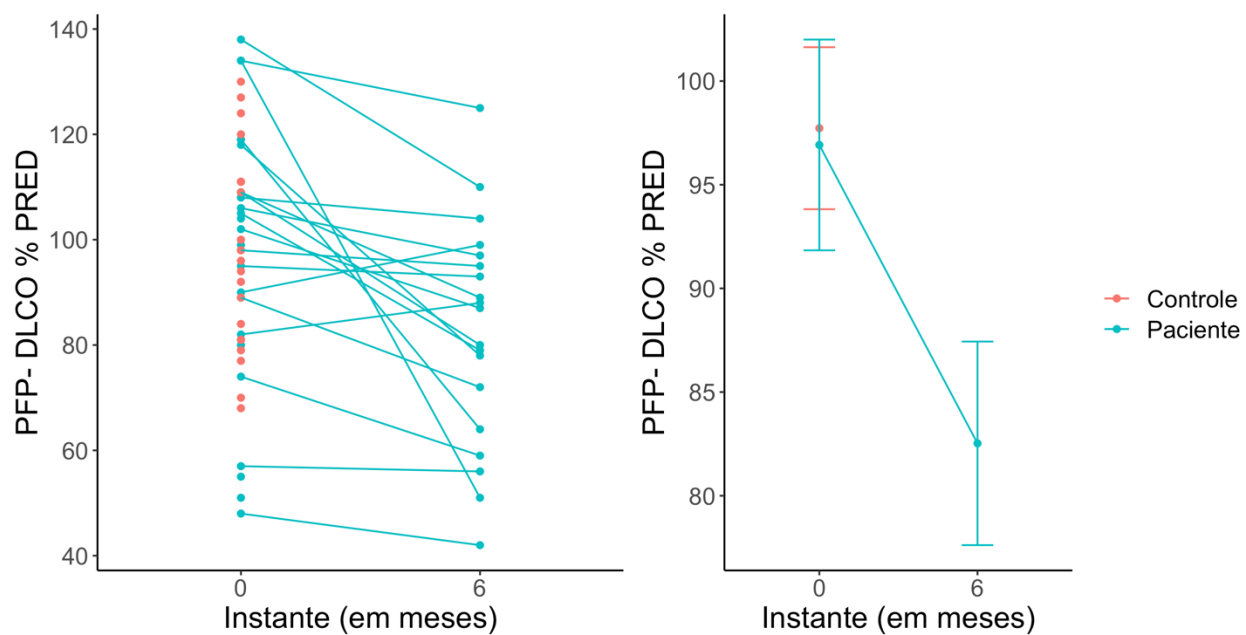 PFP- DLCO % PRED
140
120
100
80
60
40
0
6
Instante (em meses)
PFP- DLCO % PRED
100
95
90
85
80
0
6
Instante (em meses)
Controle
Paciente